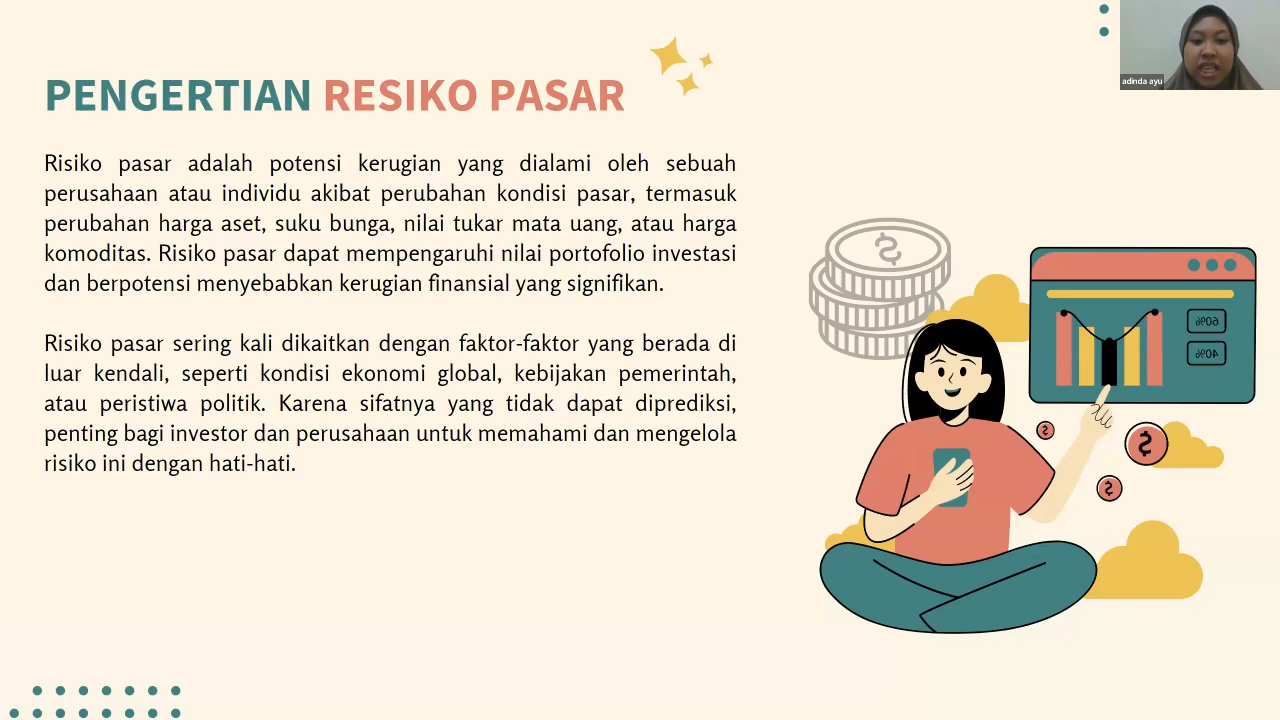 PENGERTIAN RESIKO PASAR
Risiko pasar adalah potensi kerugian yang dialami oleh sebuah
perusahaan atau individu akibat perubahan kondisi pasar, termasuk
perubahan harga aset, suku bunga, nilai tukar mata uang, atau harga
komoditas. Risiko pasar dapat mempengaruhi nilai portofolio investasi
dan berpotensi menyebabkan kerugian finansial yang signifikan.
Risiko pasar sering kali dikaitkan dengan faktor-faktor yang berada di
luar kendali, seperti kondisi ekonomi global, kebijakan pemerintah,
atau peristiwa politik. Karena sifatnya yang tidak dapat diprediksi,
penting bagi investor dan perusahaan untuk memahami dan mengelola
risiko ini dengan hati-hati.
adinda ayu
60%
40%